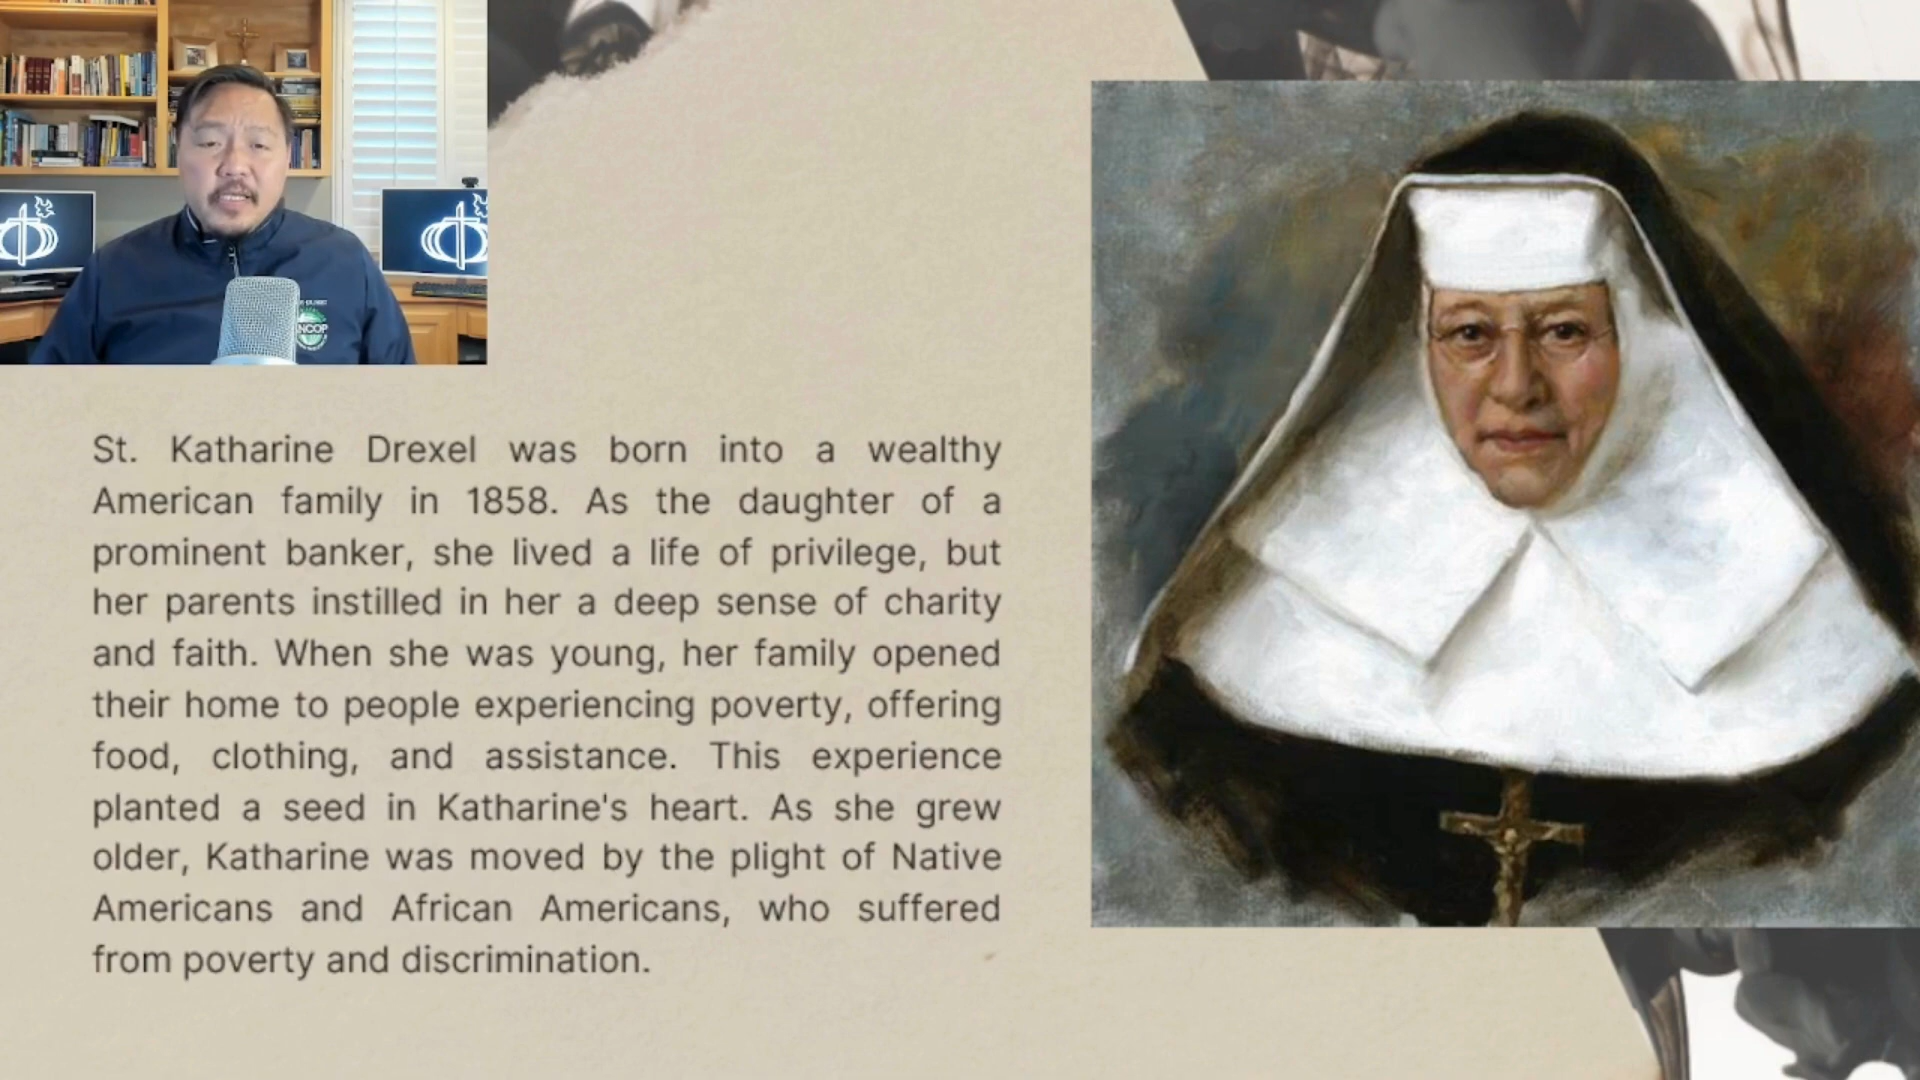 NCOP
St. Katharine Drexel was born into a wealthy
American family in 1858. As the daughter of a
prominent banker, she lived a life of privilege, but
her parents instilled in her a deep sense of charity
and faith. When she was young, her family opened
their home to people experiencing poverty, offering
food, clothing, and assistance. This experience
planted a seed in Katharine's heart. As she grew
older, Katharine was moved by the plight of Native
Americans and African Americans, who suffered
from poverty and discrimination.